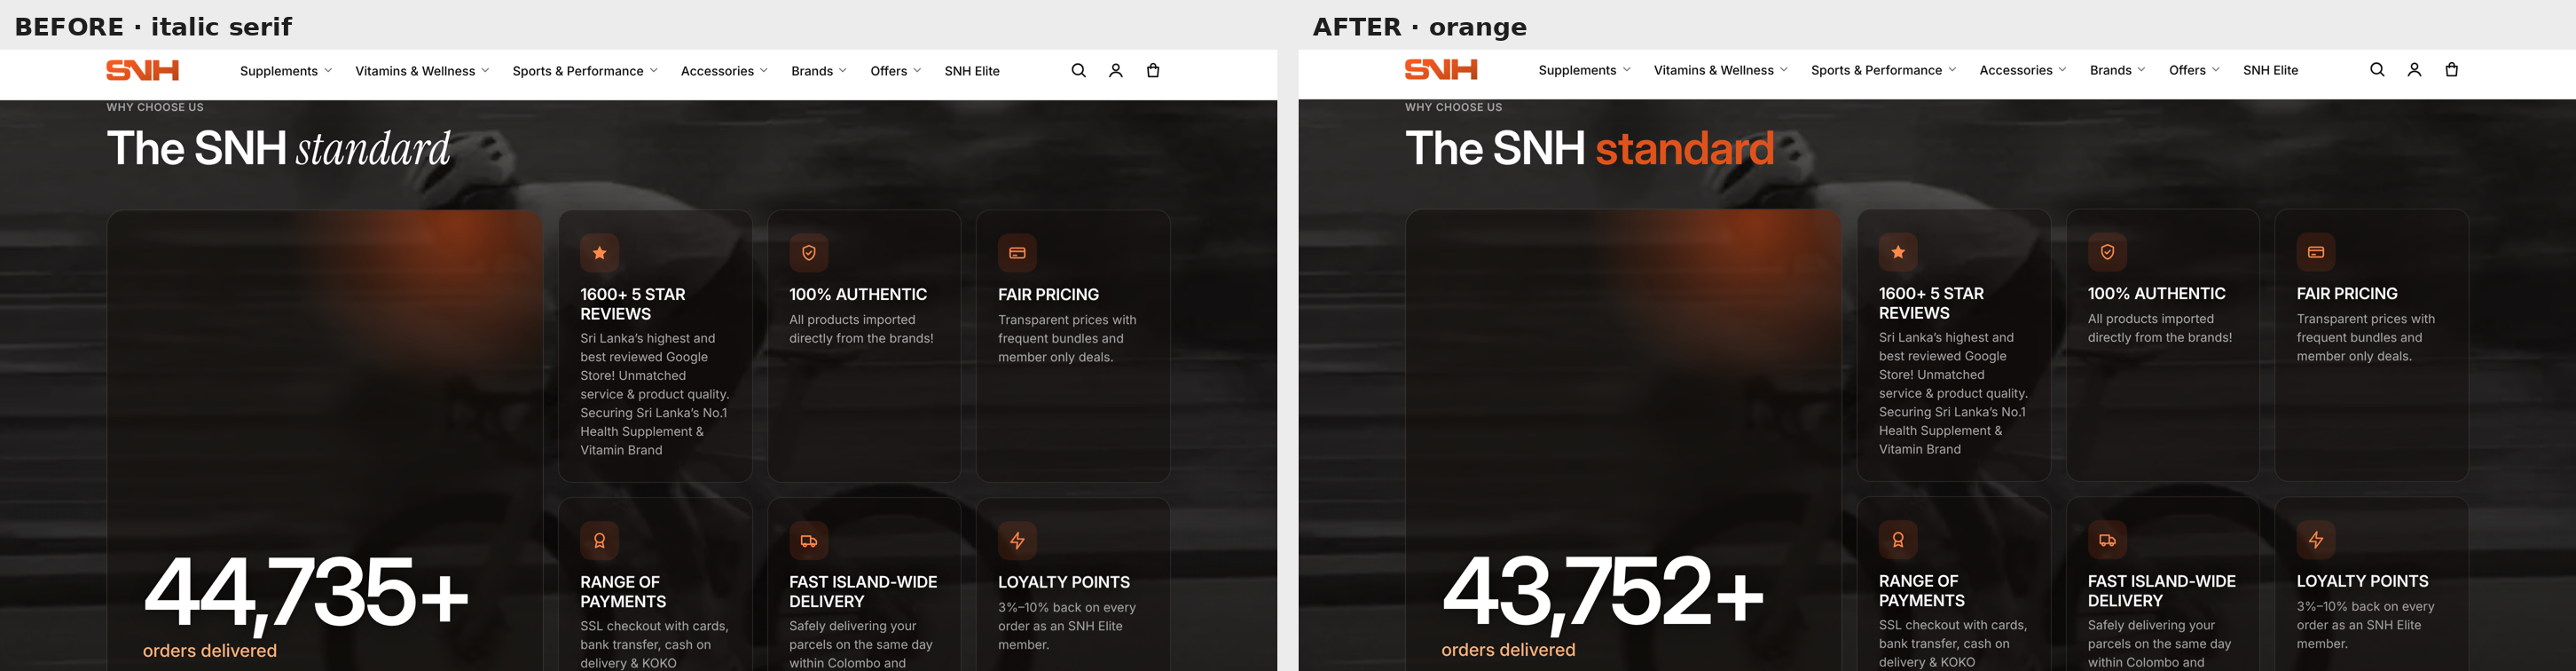 BEFORE · italic serif
SNH
Supplements
Vitamins & Wellness
Sports & Performance
Accessories
Brands
Offers
SNH Elite
WHY CHOOSE US
The SNH standard
1600+ 5 STAR
REVIEWS
Sri Lanka’s highest and
best reviewed Google
Store! Unmatched
service & product quality.
Securing Sri Lanka’s No.1
Health Supplement &
Vitamin Brand
100% AUTHENTIC
All products imported
directly from the brands!
FAIR PRICING
Transparent prices with
frequent bundles and
member only deals.
44,735+
orders delivered
RANGE OF
PAYMENTS
SSL checkout with cards,
bank transfer, cash on
delivery & KOKO
FAST ISLAND-WIDE
DELIVERY
Safely delivering your
parcels on the same day
within Colombo and
LOYALTY POINTS
3%–10% back on every
order as an SNH Elite
member.
AFTER · orange
SNH
Supplements
Vitamins & Wellness
Sports & Performance
Accessories
Brands
Offers
SNH Elite
WHY CHOOSE US
The SNH standard
1600+ 5 STAR
REVIEWS
Sri Lanka’s highest and
best reviewed Google
Store! Unmatched
service & product quality.
Securing Sri Lanka’s No.1
Health Supplement &
Vitamin Brand
100% AUTHENTIC
All products imported
directly from the brands!
FAIR PRICING
Transparent prices with
frequent bundles and
member only deals.
43,752+
orders delivered
RANGE OF
PAYMENTS
SSL checkout with cards,
bank transfer, cash on
delivery & KOKO
FAST ISLAND-WIDE
DELIVERY
Safely delivering your
parcels on the same day
within Colombo and
LOYALTY POINTS
3%–10% back on every
order as an SNH Elite
member.